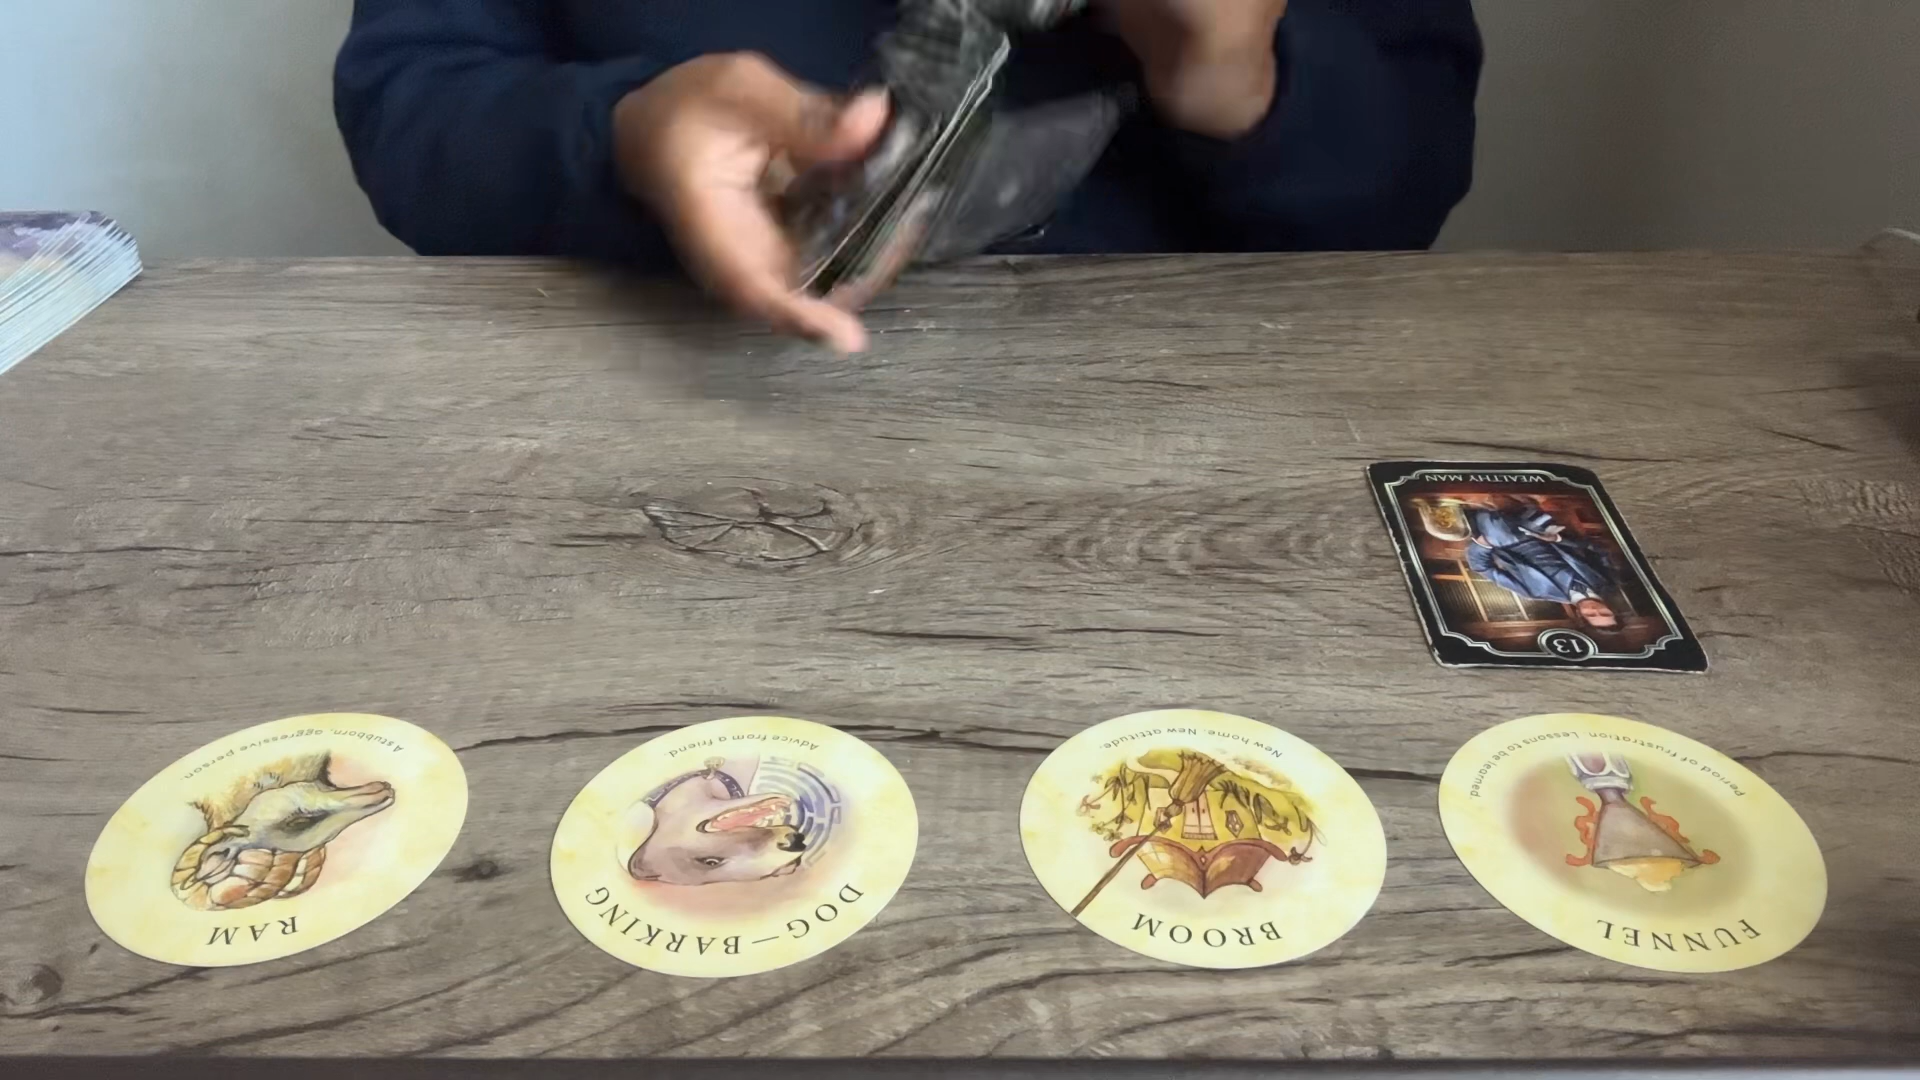 WEALTHY MAN
13
A stubborn, aggressive person.
RAM
Advice from a friend.
DOG—BARKING
New home. New attitude.
BROOM
Period of frustration. Lessons to be learned.
FUNNEL